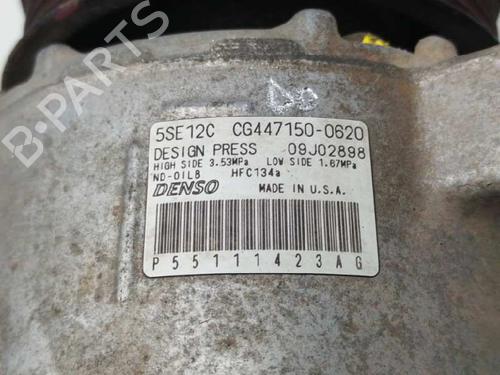 B-PARTS
5SE12C CG447150-0620
DESIGN PRESS 09J02898
HIGH SIDE 3.53MPa LOW SIDE 1.67MPa
ND-OIL8 HFC134a
DENSO MADE IN U.S.A.
P55111423AG